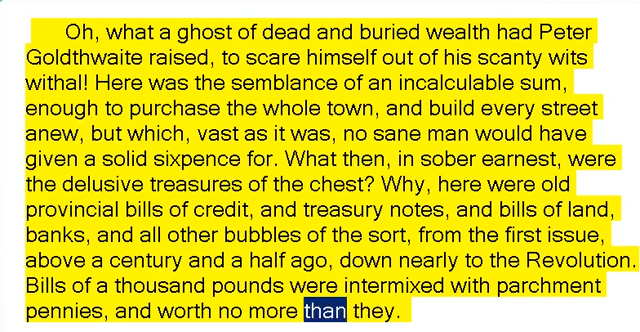 Oh, what a ghost of dead and buried wealth had Peter
Goldthwaite raised, to scare himself out of his scanty wits
withal! Here was the semblance of an incalculable sum,
enough to purchase the whole town, and build every street
anew, but which, vast as it was, no sane man would have
given a solid sixpence for. What then, in sober earnest, were
the delusive treasures of the chest? Why, here were old
provincial bills of credit, and treasury notes, and bills of land,
banks, and all other bubbles of the sort, from the first issue,
above a century and a half ago, down nearly to the Revolution.
Bills of a thousand pounds were intermixed with parchment
pennies, and worth no more than they.